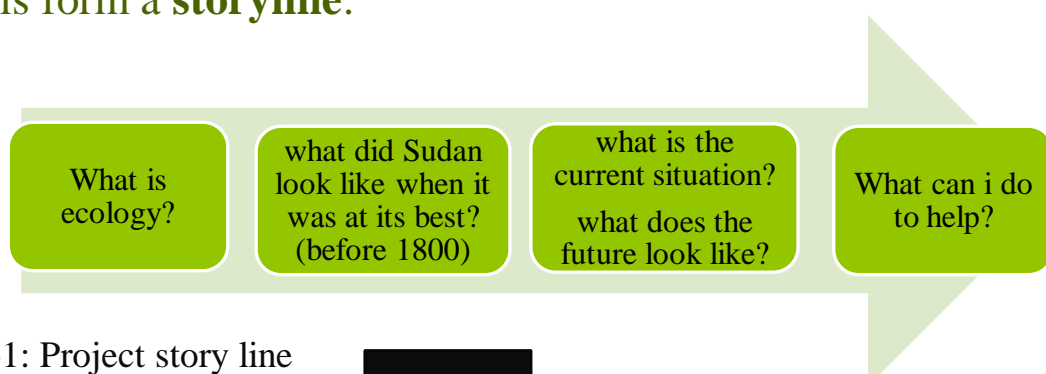 is form a storyline:
What is
ecology?
what did Sudan
look like when it
was at its best?
(before 1800)
what is the
current situation?
what does the
future look like?
What can i do
to help?
1: Project story line